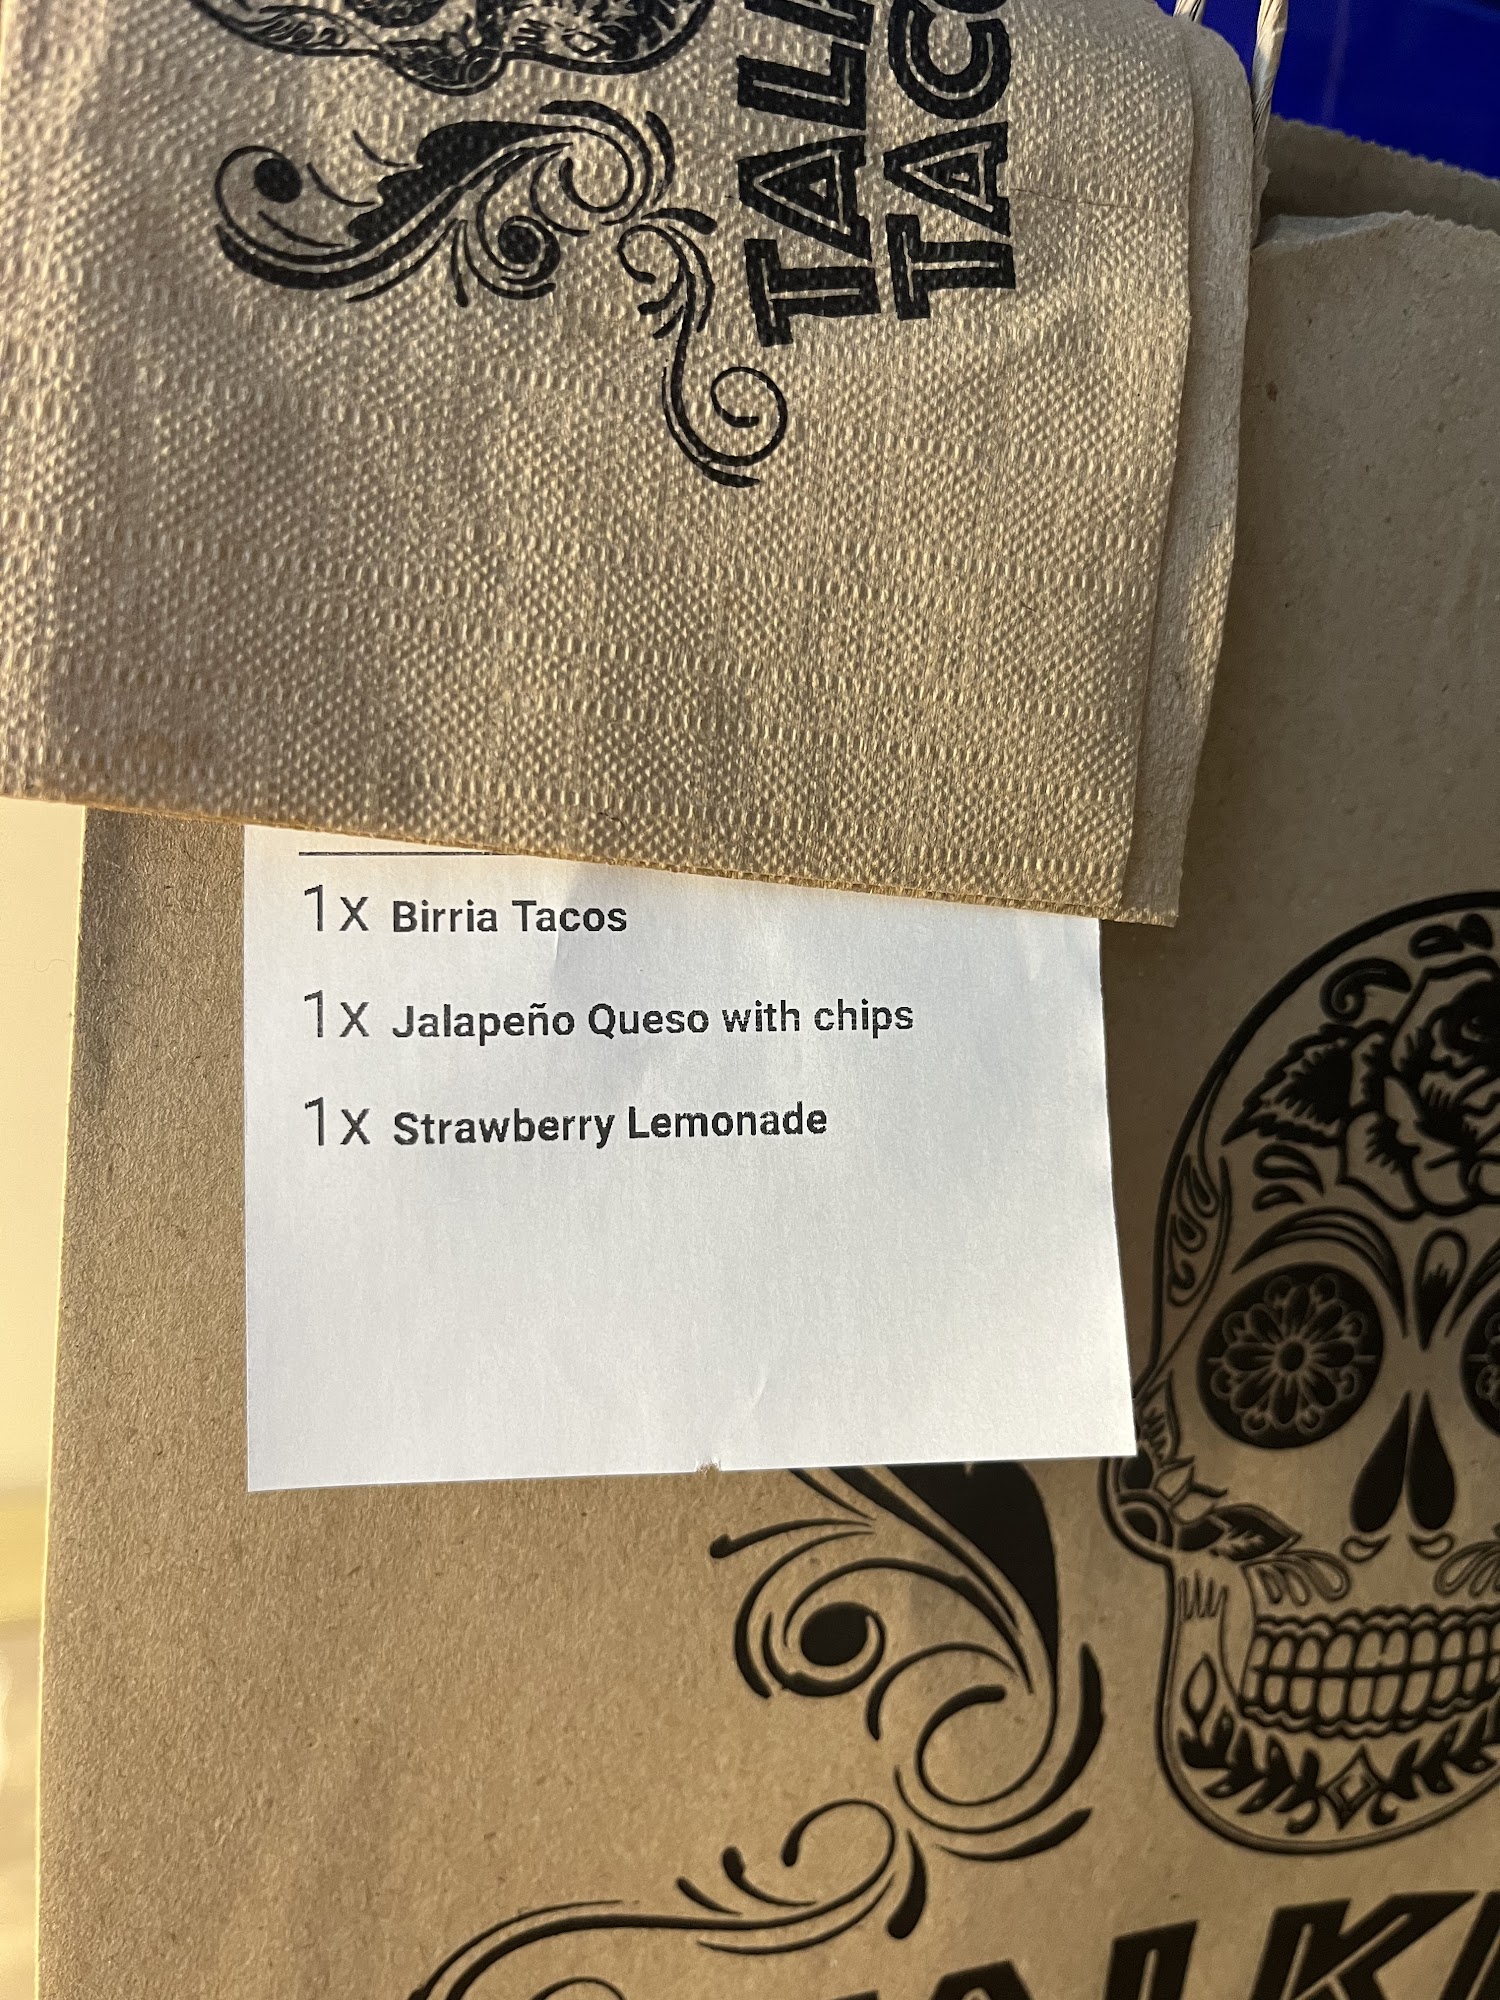 1x Birria Tacos
1x Jalapeño Queso with chips
1x Strawberry Lemonade